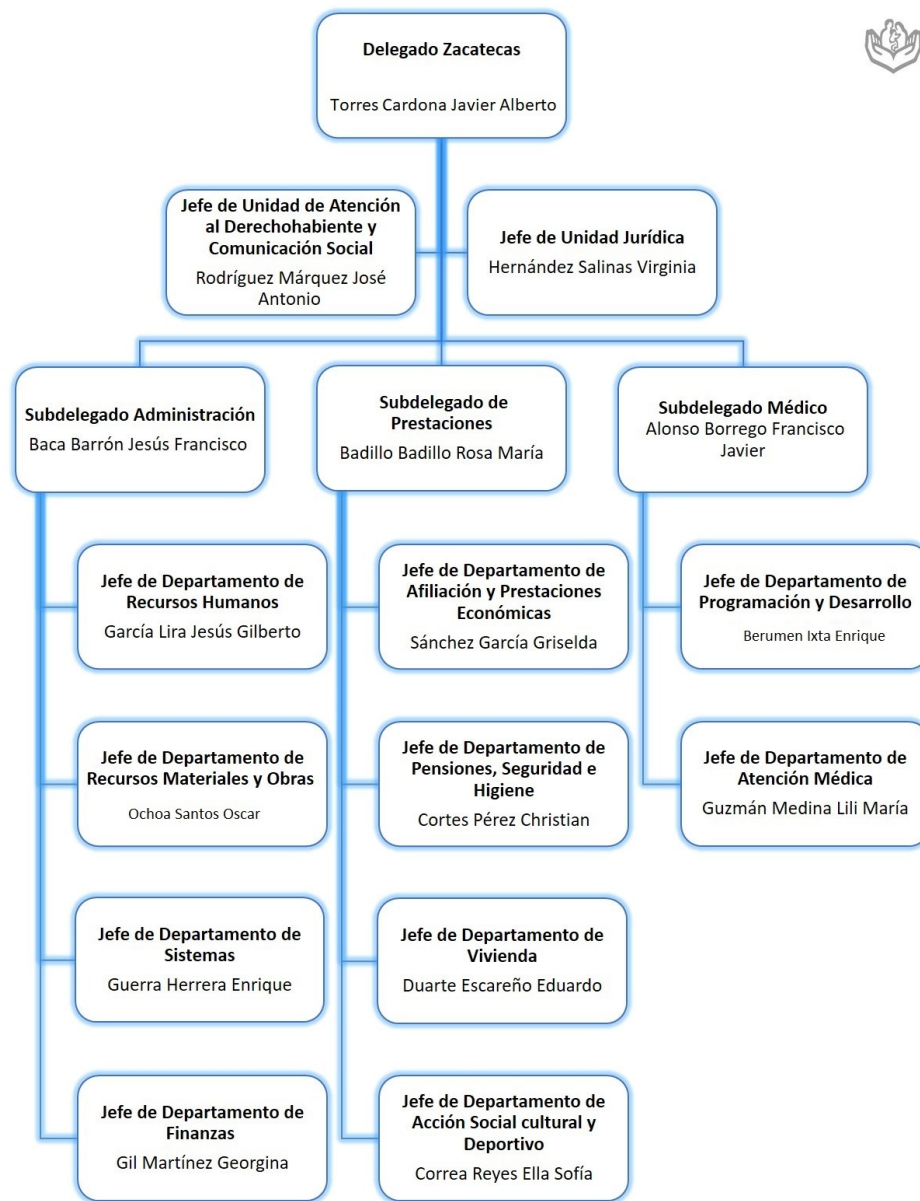 Delegado Zacatecas
Torres Cardona Javier Alberto
Jefe de Unidad de Atención
al Derechohabiente y
Comunicación Social
Rodríguez Márquez José
Antonio
Jefe de Unidad Jurídica
Hernández Salinas Virginia
Subdelegado Administración
Baca Barrón Jesús Francisco
Subdelegado de
Prestaciones
Badillo Badillo Rosa María
Subdelegado Médico
Alonso Borrego Francisco
Javier
Jefe de Departamento de
Recursos Humanos
García Lira Jesús Gilberto
Jefe de Departamento de
Afiliación y Prestaciones
Económicas
Sánchez García Griselda
Jefe de Departamento de
Programación y Desarrollo
Berumen Ixta Enrique
Jefe de Departamento de
Recursos Materiales y Obras
Ochoa Santos Oscar
Jefe de Departamento de
Pensiones, Seguridad e
Higiene
Cortes Pérez Christian
Jefe de Departamento de
Atención Médica
Guzmán Medina Lili María
Jefe de Departamento de
Sistemas
Guerra Herrera Enrique
Jefe de Departamento de
Vivienda
Duarte Escareño Eduardo
Jefe de Departamento de
Finanzas
Gil Martínez Georgina
Jefe de Departamento de
Acción Social cultural y
Deportivo
Correa Reyes Ella Sofía